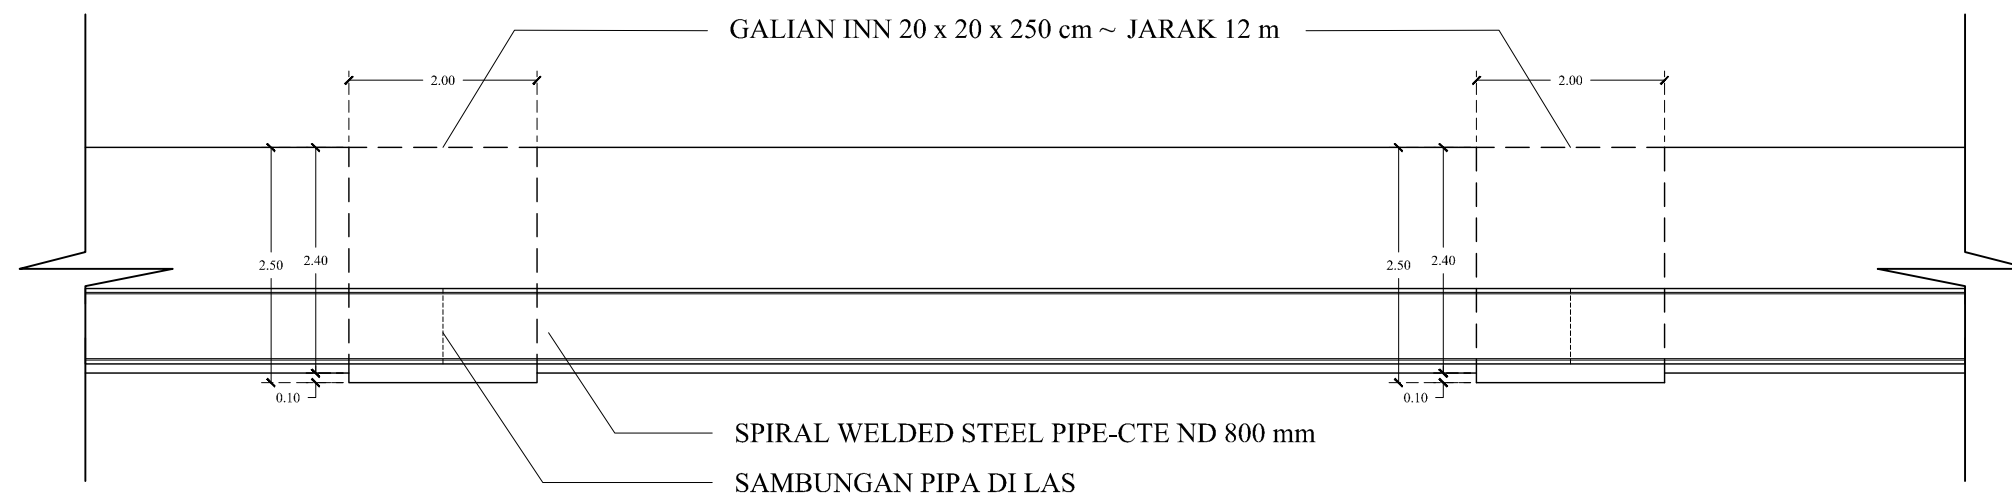 GALIAN INN 20 x 20 x 250 cm ~ JARAK 12 m
2.00
2.00
2.50
2.40
2.50
2.40
0.10
0.10
SPIRAL WELDED STEEL PIPE-CTE ND 800 mm
SAMBUNGAN PIPA DI LAS